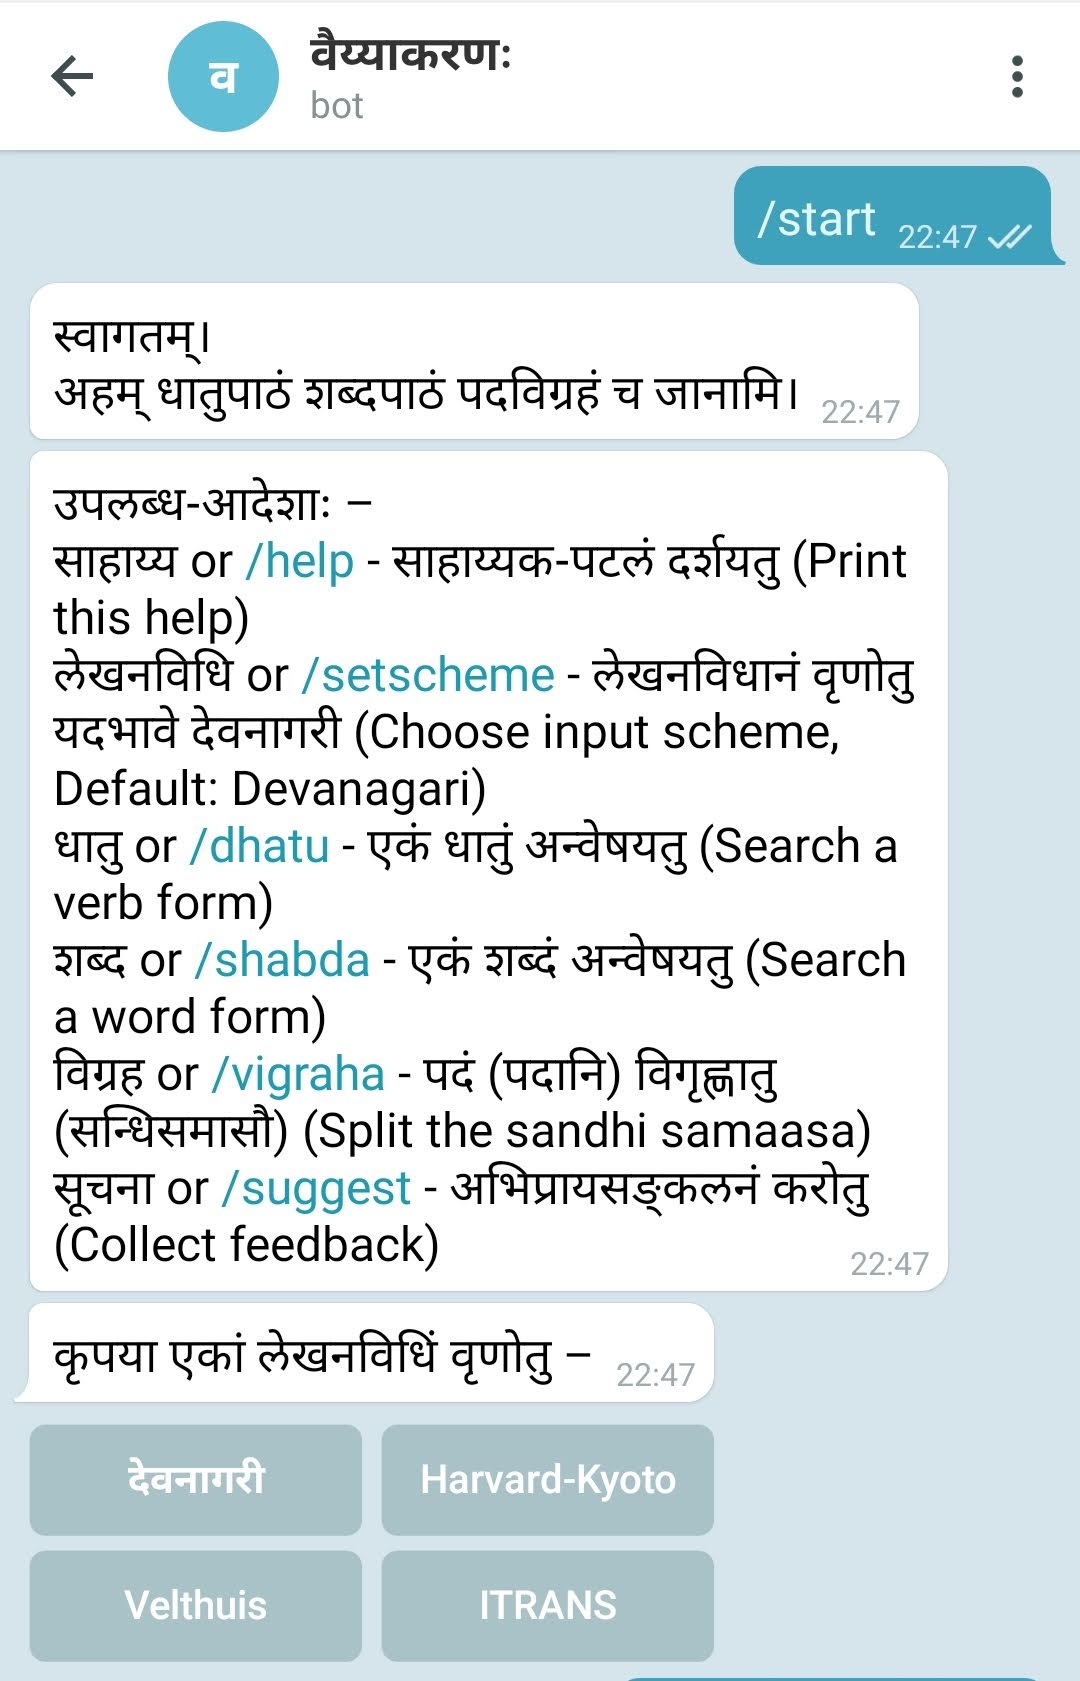 वैय्याकरणः
bot
/start 22:47
स्वागतम्।
अहम् धातुपाठं शब्दपाठं पदविग्रहं च जानामि। 22:47
उपलब्ध-आदेशाः –
साहाय्य or /help - साहाय्यक-पटलं दर्शयतु (Print
this help)
लेखनविधि or /setscheme - लेखनविधानं वृणोतु
यदभावे देवनागरी (Choose input scheme,
Default: Devanagari)
धातु or /dhatu - एकं धातुं अन्वेषयतु (Search a
verb form)
शब्द or /shabda - एकं शब्दं अन्वेषयतु (Search
a word form)
विग्रह or /vigraha - पदं (पदानि) विगृह्णातु
(सन्धिसमासौ) (Split the sandhi samaasa)
सूचना or /suggest - अभिप्रायसङ्कलनं करोतु
(Collect feedback) 22:47
कृपया एकां लेखनविधिं वृणोतु – 22:47
देवनागरी Harvard-Kyoto
Velthuis ITRANS
व